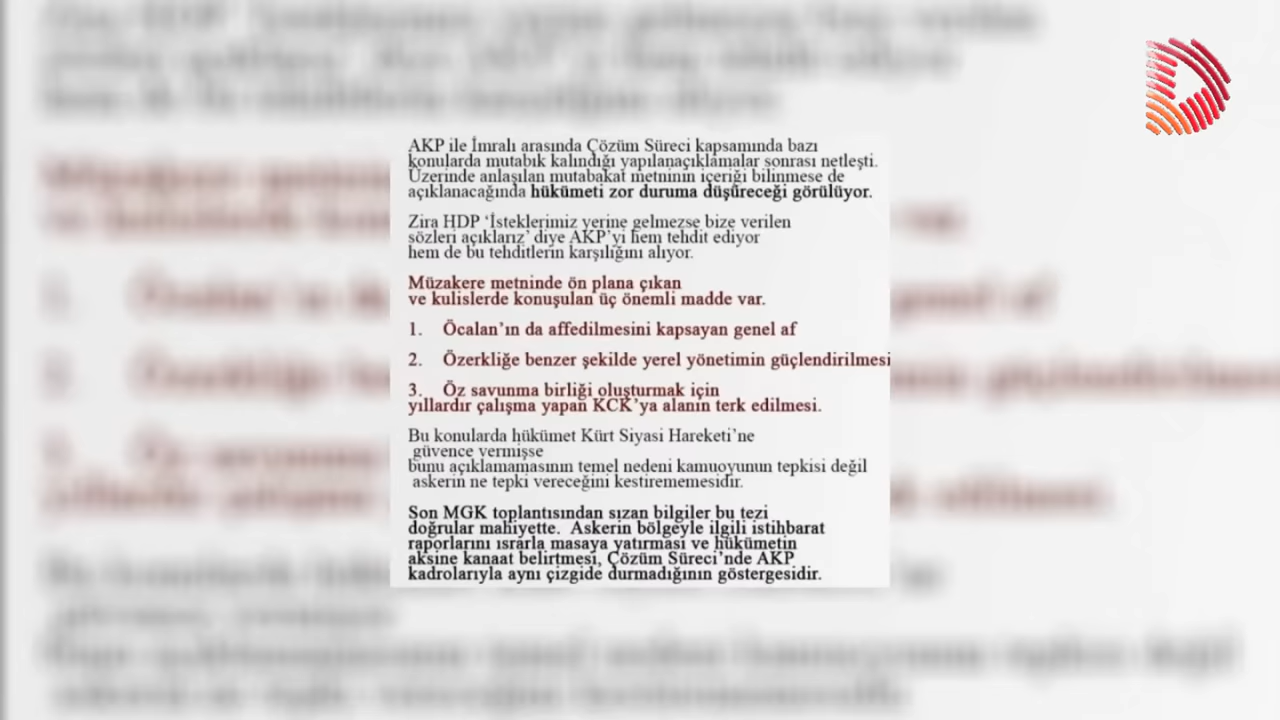 AKP ile İmralı arasında Çözüm Süreci kapsamında bazı
konularda mutabık kalındığı yapılanaçıklamalar sonrası netleşti.
Üzerinde anlaşılan mutabakat metninin içeriği bilinmese de
açıklanacağında hükümeti zor duruma düşüreceği görülüyor.
Zira HDP ‘İsteklerimiz yerine gelmezse bize verilen
sözleri açıklarız’ diye AKP’yi hem tehdit ediyor
hem de bu tehditlerin karşılığını alıyor.
Müzakere metninde ön plana çıkan
ve kulislerde konuşulan üç önemli madde var.
1. Öcalan’ın da affedilmesini kapsayan genel af
2. Özerkliğe benzer şekilde yerel yönetimin güçlendirilmesi
3. Öz savunma birliği oluşturmak için
yıllardır çalışma yapan KCK’ya alanın terk edilmesi.
Bu konularda hükümet Kürt Siyasi Hareketi’ne
güvence vermişse
bunu açıklamamasının temel nedeni kamuoyunun tepkisi değil
askerin ne tepki vereceğini kestirememesidir.
Son MGK toplantısından sızan bilgiler bu tezi
doğrular mahiyette. Askerin bölgeyle ilgili istihbarat
raporlarını ısrarla masaya yatırması ve hükümetin
aksine kanaat belirtmesi, Çözüm Süreci’nde AKP
kadrolarıyla aynı çizgide durmadığının göstergesidir.